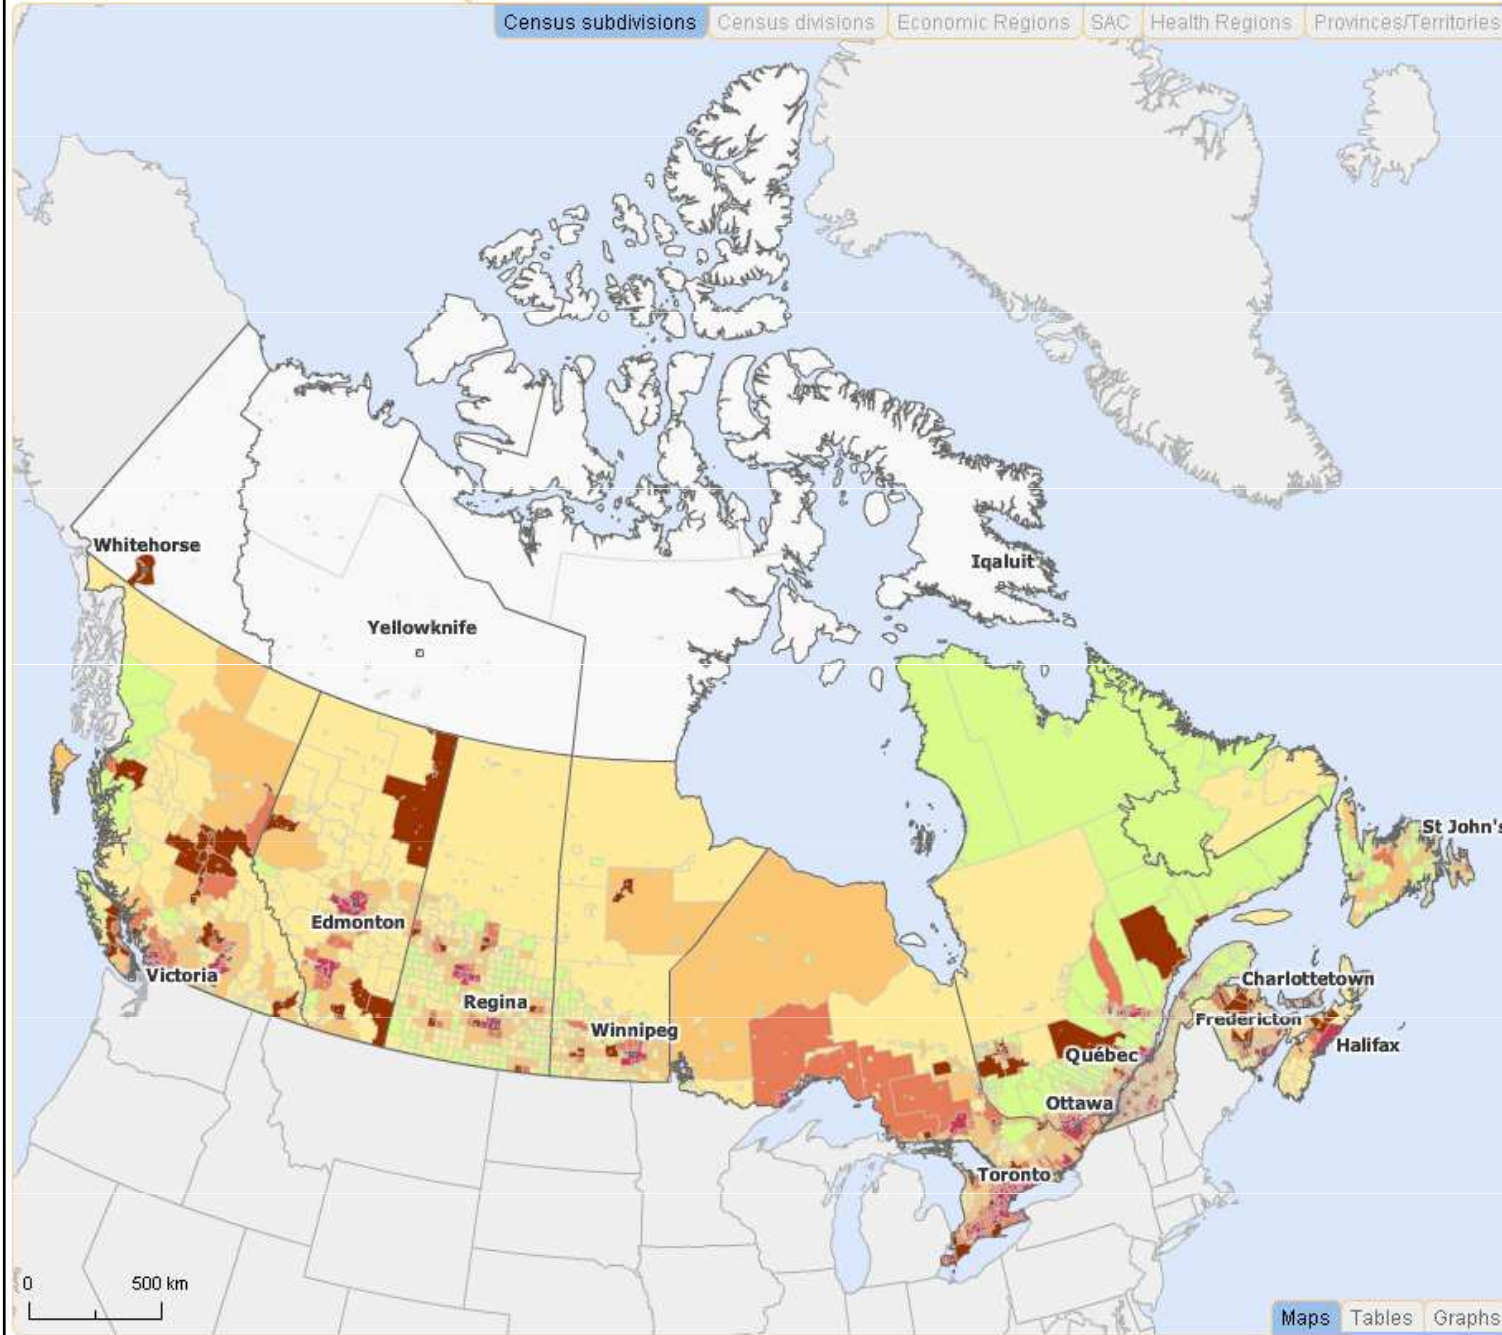 Census subdivisions
Census divisions
Economic Regions
SAC
Health Regions
Provinces/Territories
Whitehorse
Iqaluit
Yellowknife
St John's
Edmonton
Victoria
Charlottetown
Regina
Fredericton
Winnipeg
Halifax
Québec
Ottawa
Toronto
0 500 km
Maps
Tables
Graphs